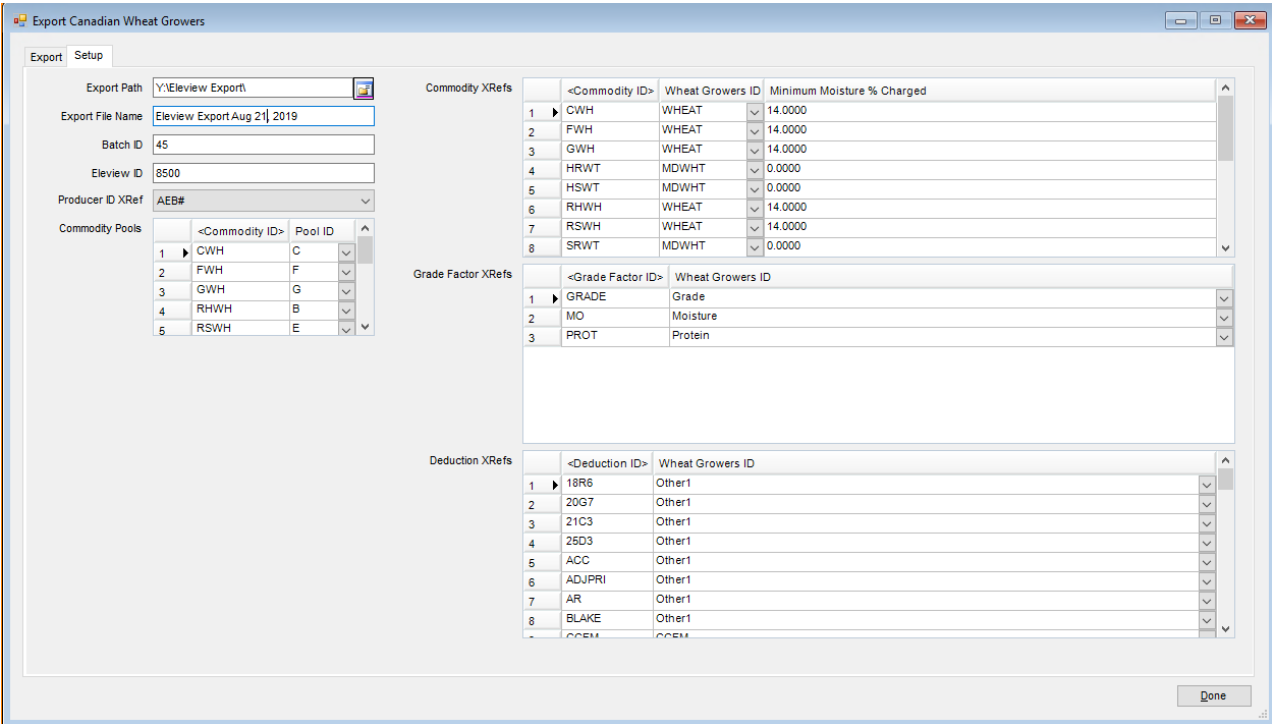 Export Canadian Wheat Growers
Export Setup
Export Path Y:\Eleview Export\
Export File Name Eleview Export Aug 21, 2019
Batch ID 45
Eleview ID 8500
Producer ID XRef AEB#
Commodity Pools <Commodity ID> Pool ID
1 CWH C
2 FWH F
3 GWH G
4 RHWH B
5 RSWH E
Commodity XRefs <Commodity ID> Wheat Growers ID Minimum Moisture % Charged
1 CWH WHEAT 14.0000
2 FWH WHEAT 14.0000
3 GWH WHEAT 14.0000
4 HRWT MDWHT 0.0000
5 HSWT MDWHT 0.0000
6 RHWH WHEAT 14.0000
7 RSWH WHEAT 14.0000
8 SRWT MDWHT 0.0000
Grade Factor XRefs <Grade Factor ID> Wheat Growers ID
1 GRADE Grade
2 MO Moisture
3 PROT Protein
Deduction XRefs <Deduction ID> Wheat Growers ID
1 18R6 Other1
2 20G7 Other1
3 21C3 Other1
4 25D3 Other1
5 ACC Other1
6 ADJPRI Other1
7 AR Other1
8 BLAKE Other1
Done